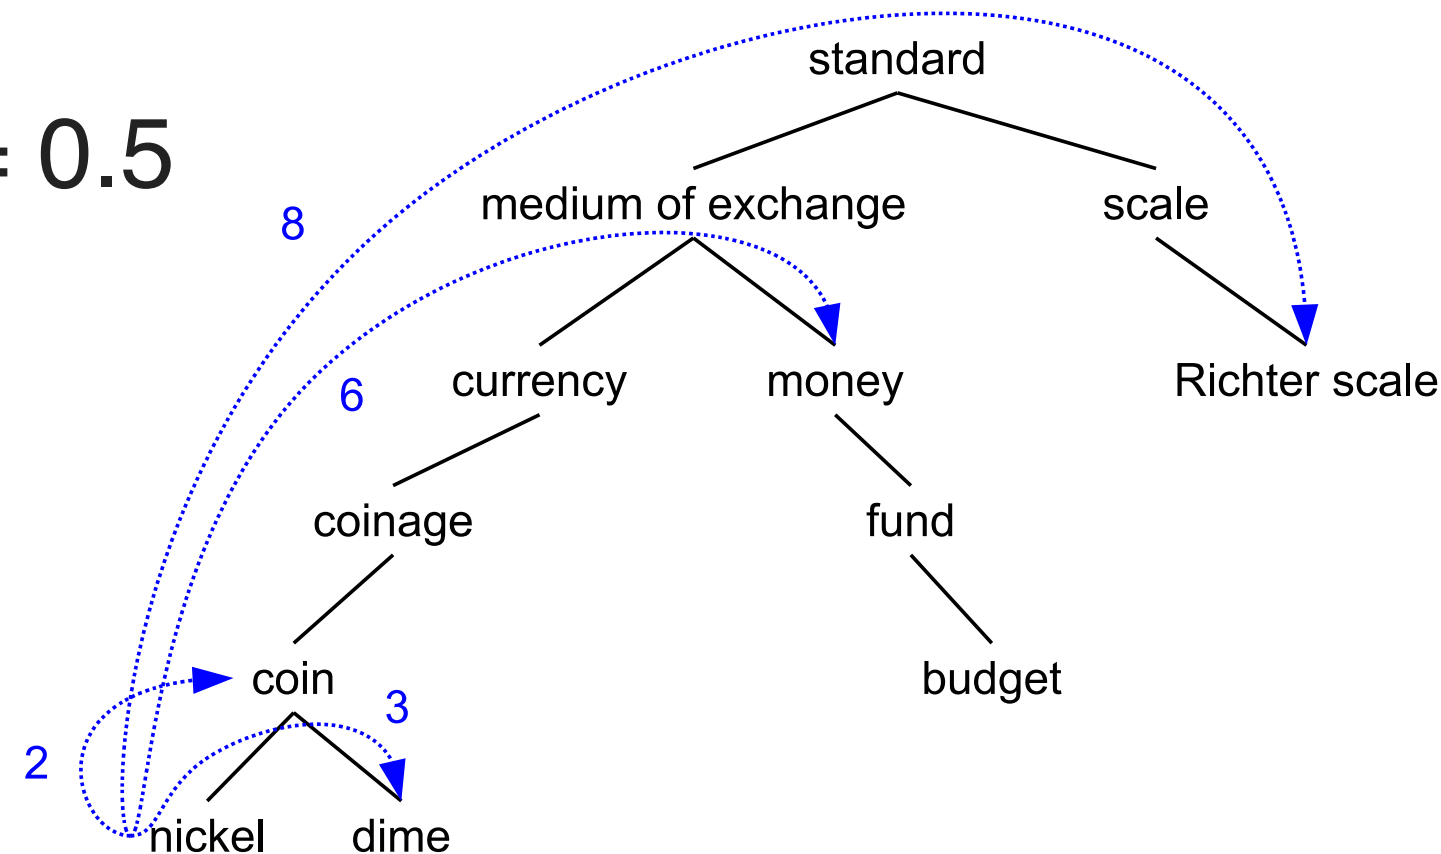 standard
= 0.5
medium of exchange scale
8
6
currency money Richter scale
coinage fund
coin budget
3
2
nickel dime